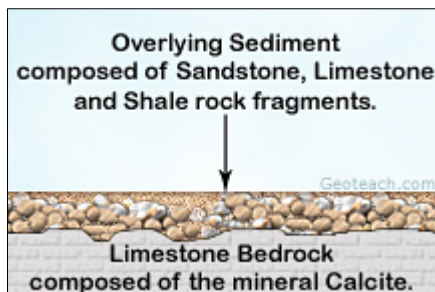 Overlying Sediment
composed of Sandstone, Limestone
and Shale rock fragments.
Geoteach.com
Limestone Bedrock
composed of the mineral Calcite.